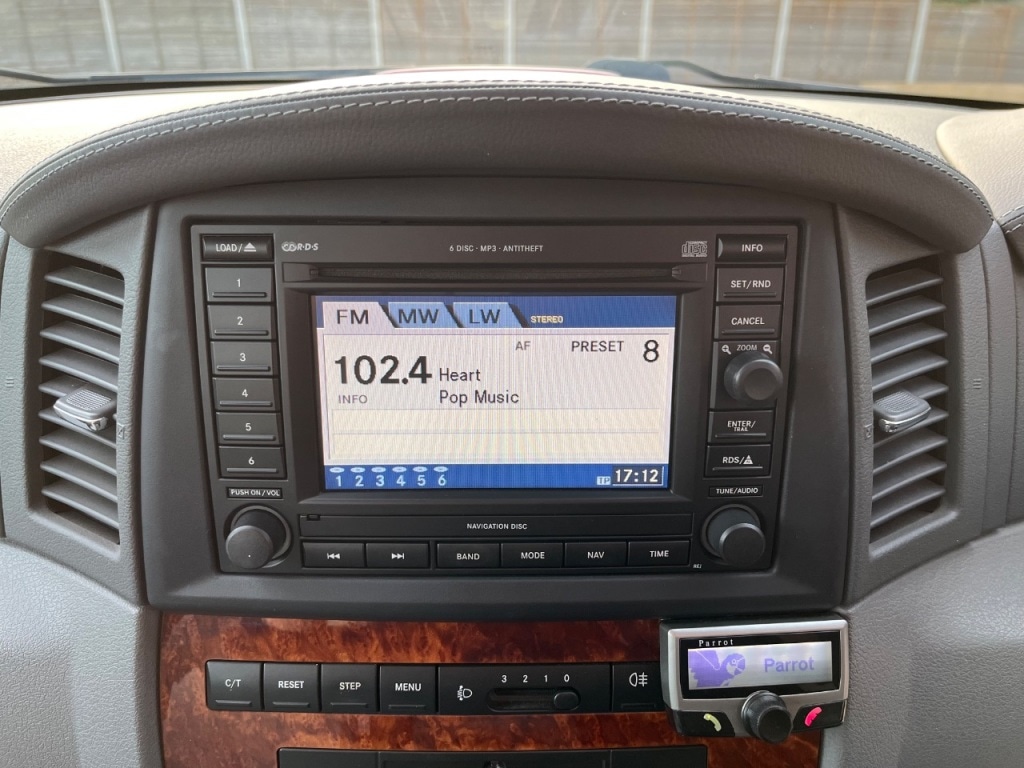 LOAD/
R·D·S
6 DISC · MP3 · ANTITHEFT
INFO
1
2
3
4
5
6
SET/RND
CANCEL
ZOOM
ENTER/
TRAIL
RDS/
FM MW LW STEREO
AF PRESET 8
102.4 Heart
INFO Pop Music
1 2 3 4 5 6 TP 17:12
PUSH ON/VOL
TUNE/AUDIO
NAVIGATION DISC
BAND MODE NAV TIME
REJ
C/T RESET STEP MENU
3 2 1 0
Parrot
Parrot